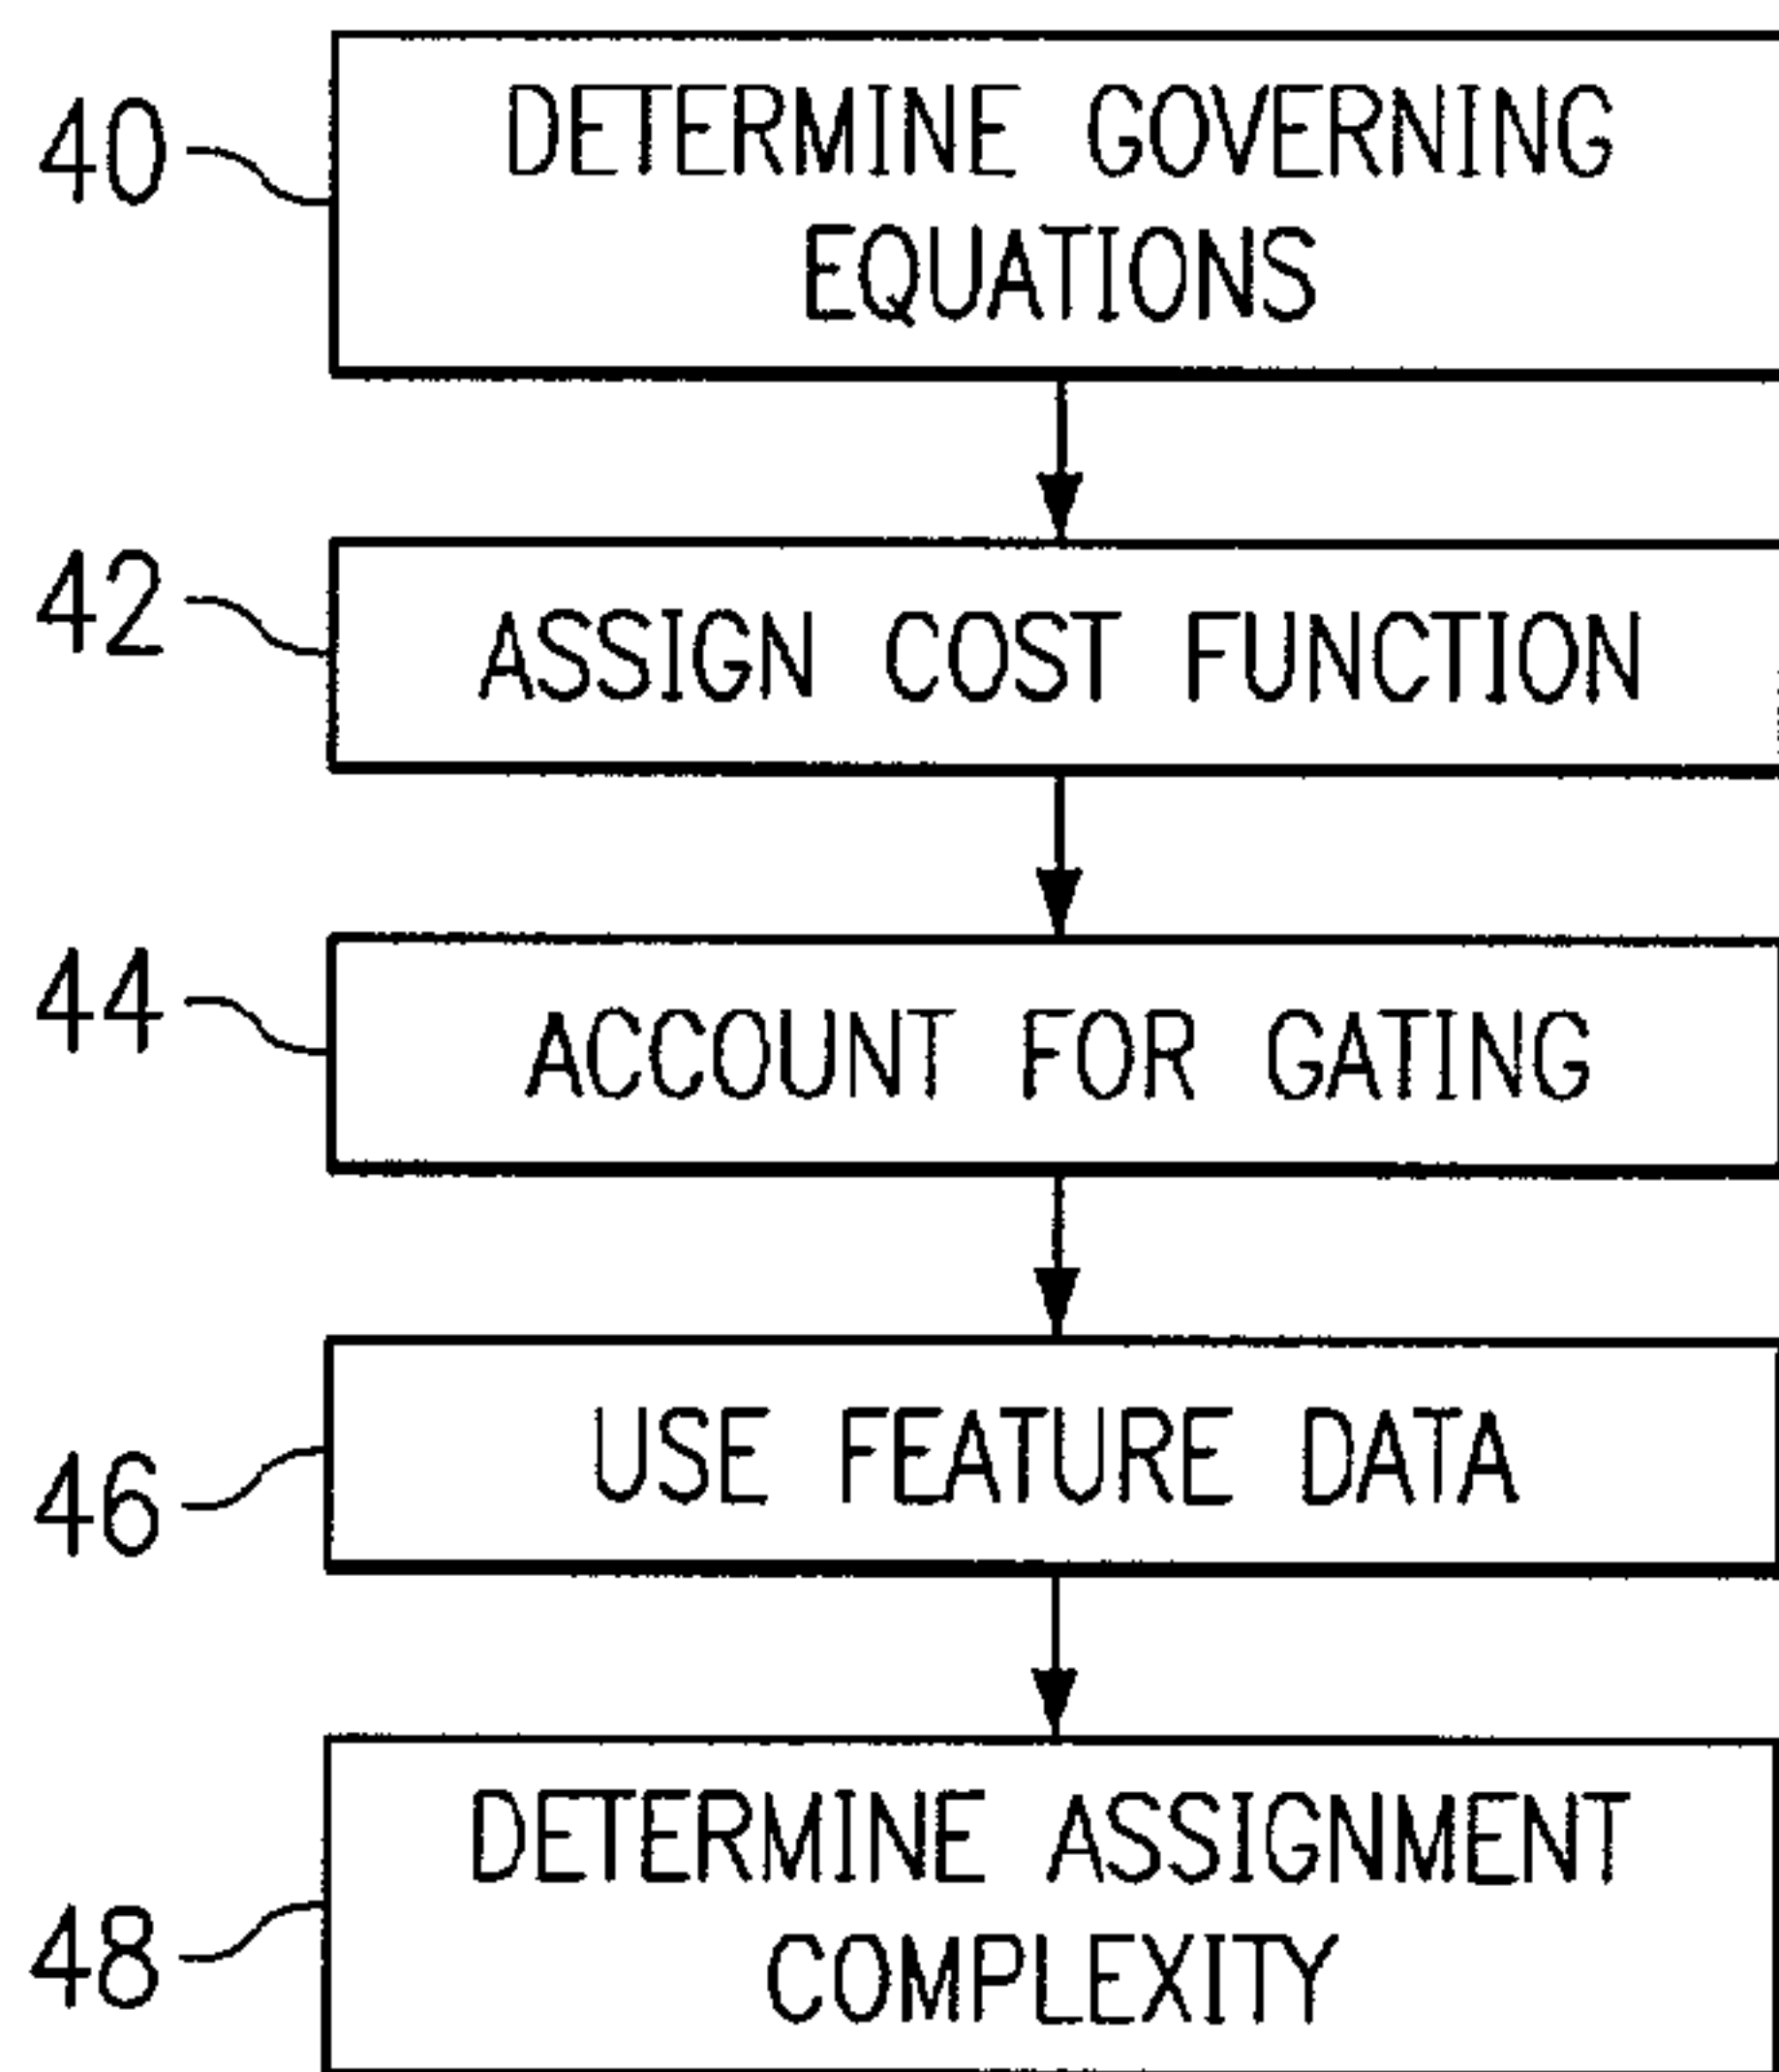 40
DETERMINE GOVERNING
EQUATIONS
42
ASSIGN COST FUNCTION
44
ACCOUNT FOR GATING
46
USE FEATURE DATA
48
DETERMINE ASSIGNMENT
COMPLEXITY